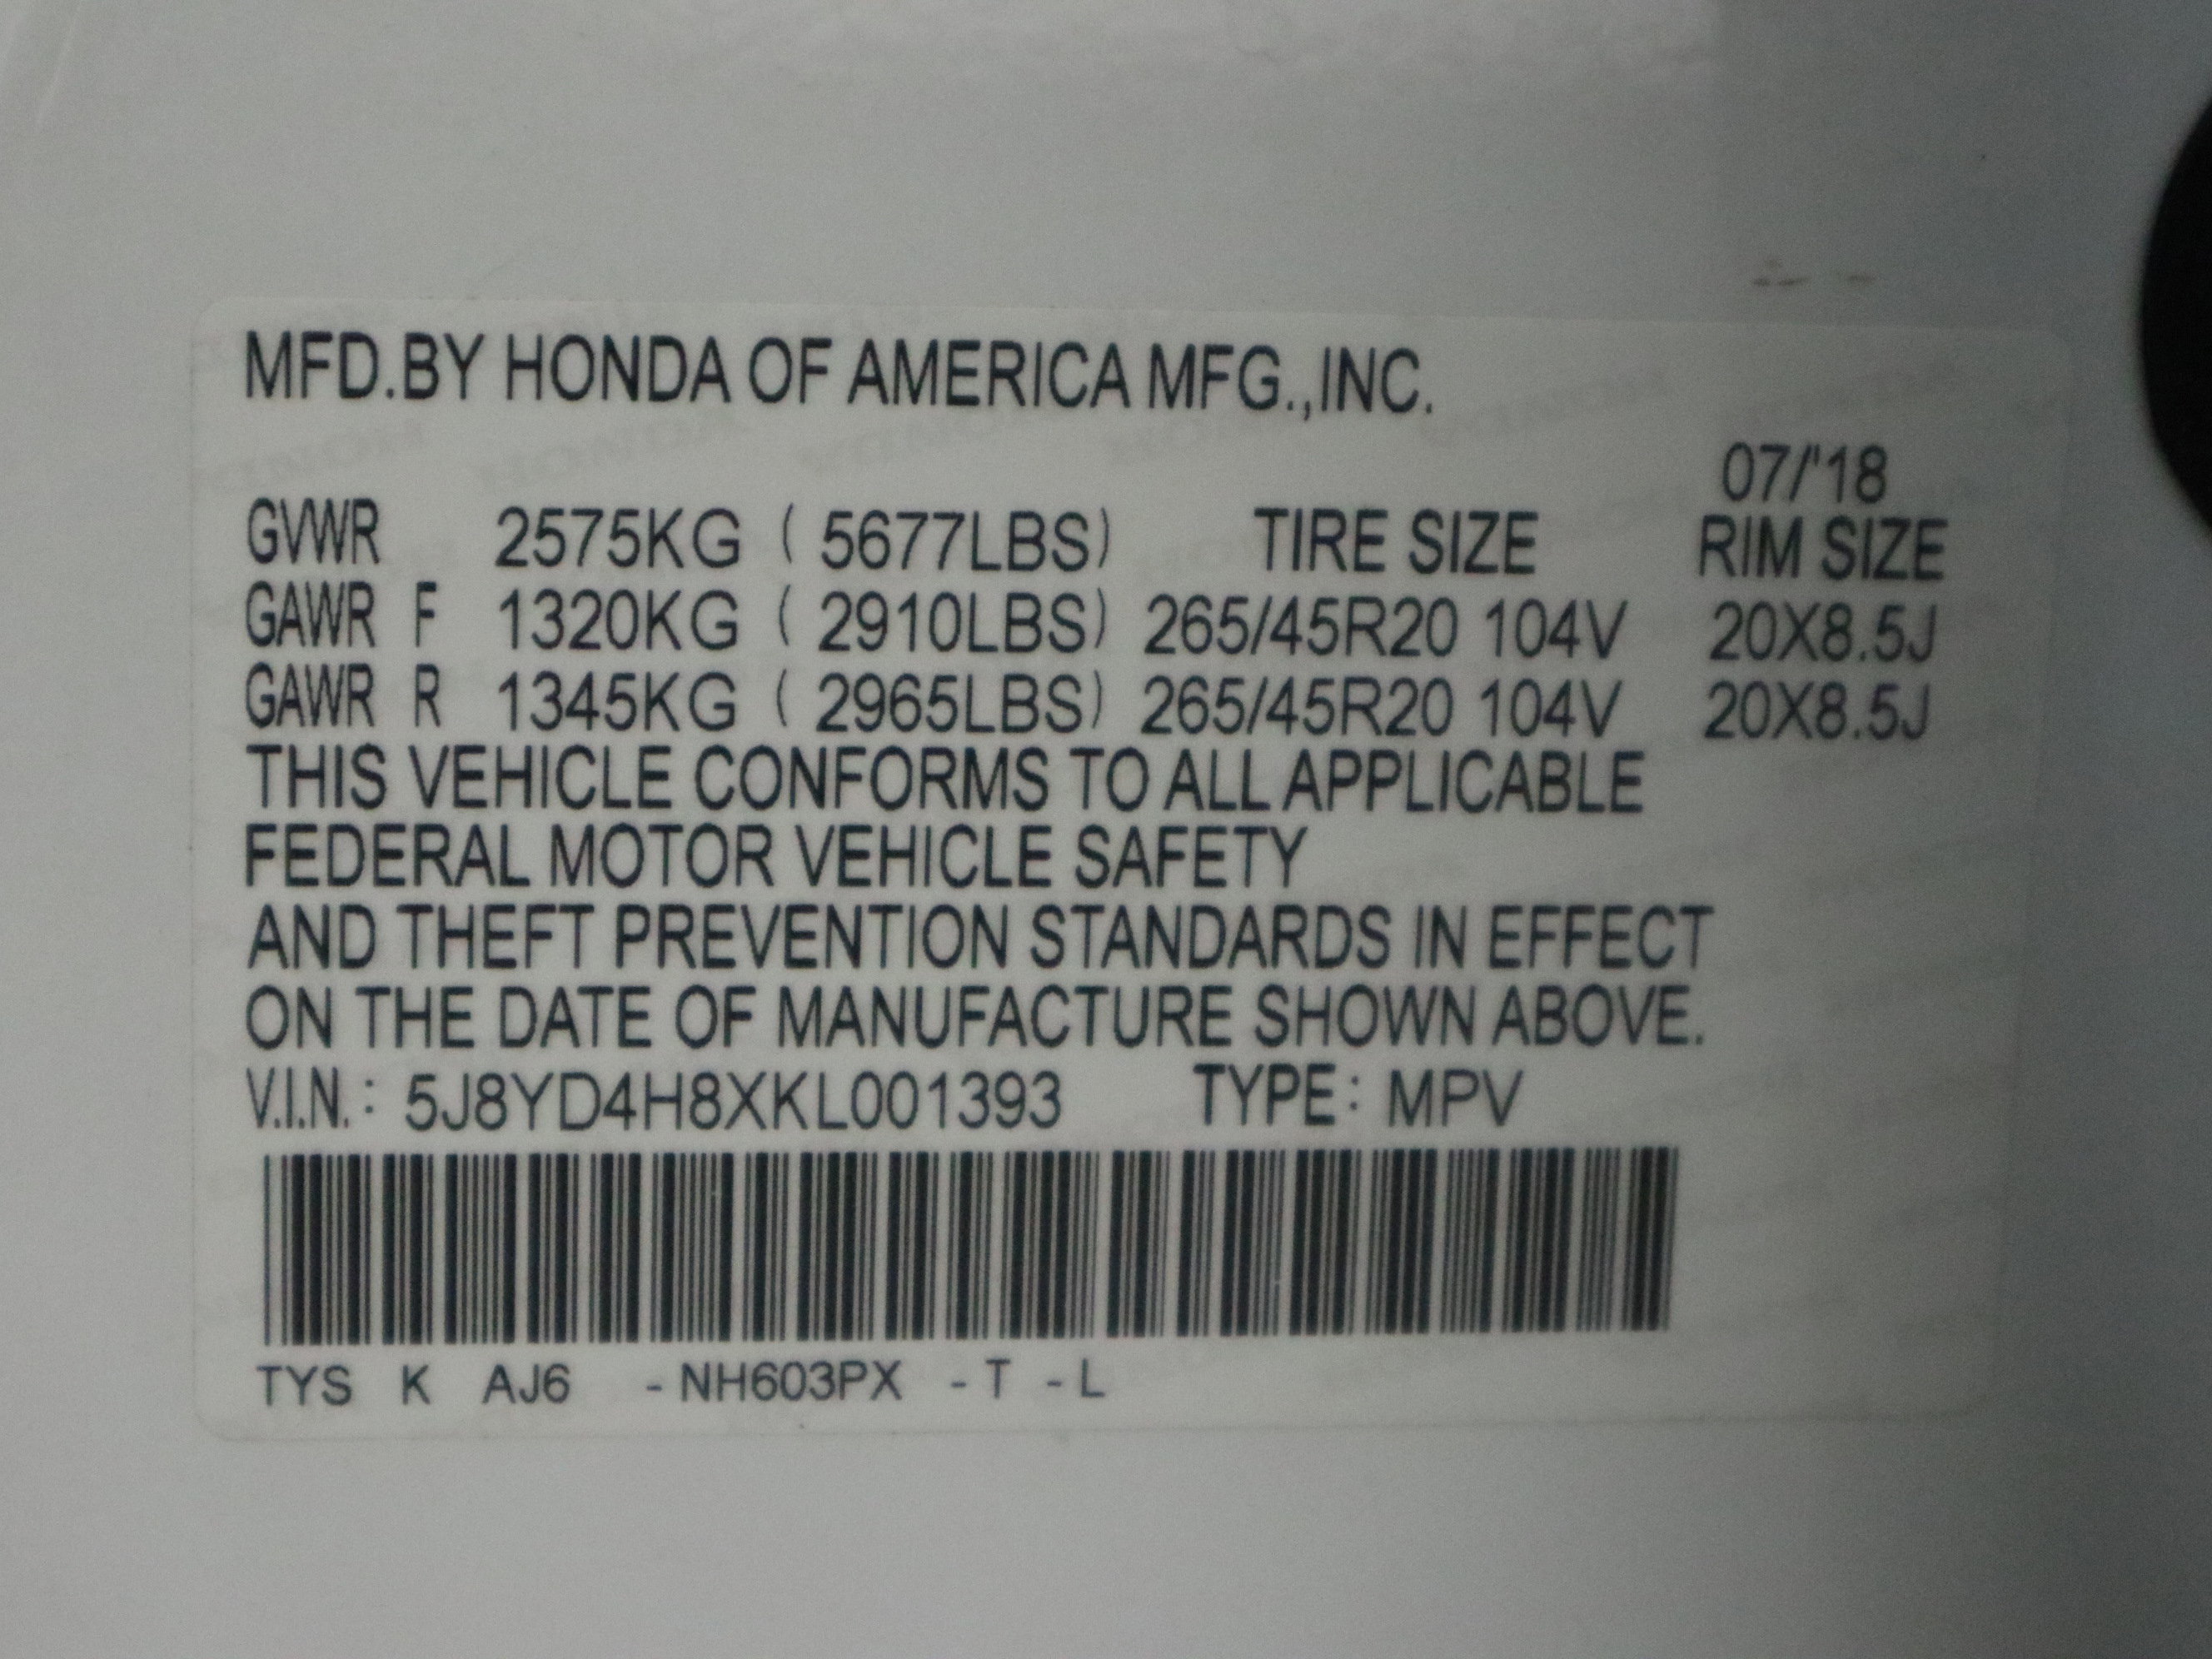 MFD.BY HONDA OF AMERICA MFG.,INC.
07/'18
GVWR 2575KG ( 5677LBS) TIRE SIZE RIM SIZE
GAWR F 1320KG ( 2910LBS) 265/45R20 104V 20X8.5J
GAWR R 1345KG ( 2965LBS) 265/45R20 104V 20X8.5J
THIS VEHICLE CONFORMS TO ALL APPLICABLE
FEDERAL MOTOR VEHICLE SAFETY
AND THEFT PREVENTION STANDARDS IN EFFECT
ON THE DATE OF MANUFACTURE SHOWN ABOVE.
V.I.N.: 5J8YD4H8XKL001393 TYPE: MPV
TYS K AJ6 -NH603PX -T -L